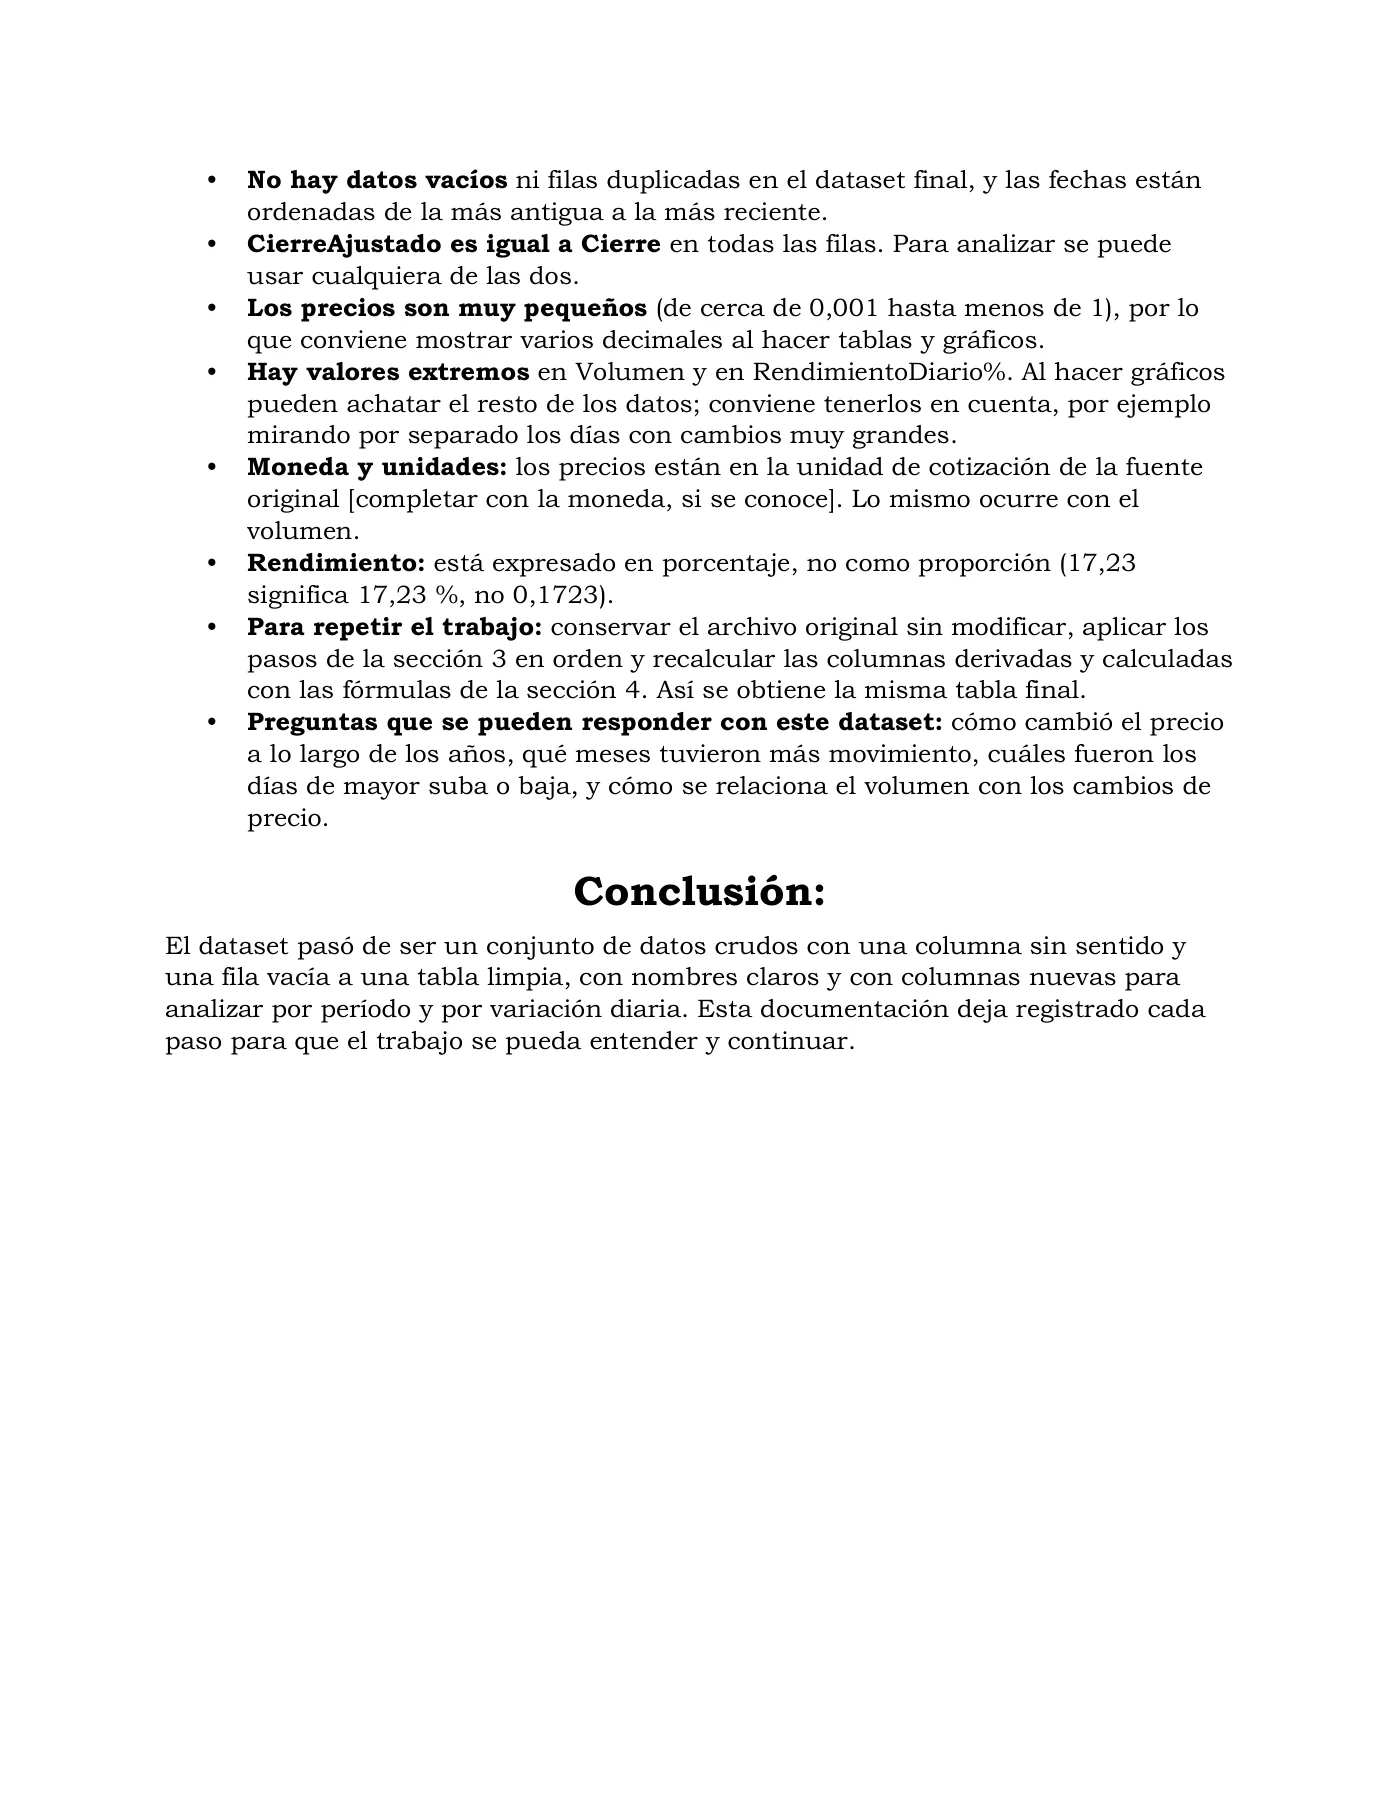 • No hay datos vacíos ni filas duplicadas en el dataset final, y las fechas están
ordenadas de la más antigua a la más reciente.
• CierreAjustado es igual a Cierre en todas las filas. Para analizar se puede
usar cualquiera de las dos.
• Los precios son muy pequeños (de cerca de 0,001 hasta menos de 1), por lo
que conviene mostrar varios decimales al hacer tablas y gráficos.
• Hay valores extremos en Volumen y en RendimientoDiario%. Al hacer gráficos
pueden achatar el resto de los datos; conviene tenerlos en cuenta, por ejemplo
mirando por separado los días con cambios muy grandes.
• Moneda y unidades: los precios están en la unidad de cotización de la fuente
original [completar con la moneda, si se conoce]. Lo mismo ocurre con el
volumen.
• Rendimiento: está expresado en porcentaje, no como proporción (17,23
significa 17,23 %, no 0,1723).
• Para repetir el trabajo: conservar el archivo original sin modificar, aplicar los
pasos de la sección 3 en orden y recalcular las columnas derivadas y calculadas
con las fórmulas de la sección 4. Así se obtiene la misma tabla final.
• Preguntas que se pueden responder con este dataset: cómo cambió el precio
a lo largo de los años, qué meses tuvieron más movimiento, cuáles fueron los
días de mayor suba o baja, y cómo se relaciona el volumen con los cambios de
precio.
Conclusión:
El dataset pasó de ser un conjunto de datos crudos con una columna sin sentido y
una fila vacía a una tabla limpia, con nombres claros y con columnas nuevas para
analizar por período y por variación diaria. Esta documentación deja registrado cada
paso para que el trabajo se pueda entender y continuar.